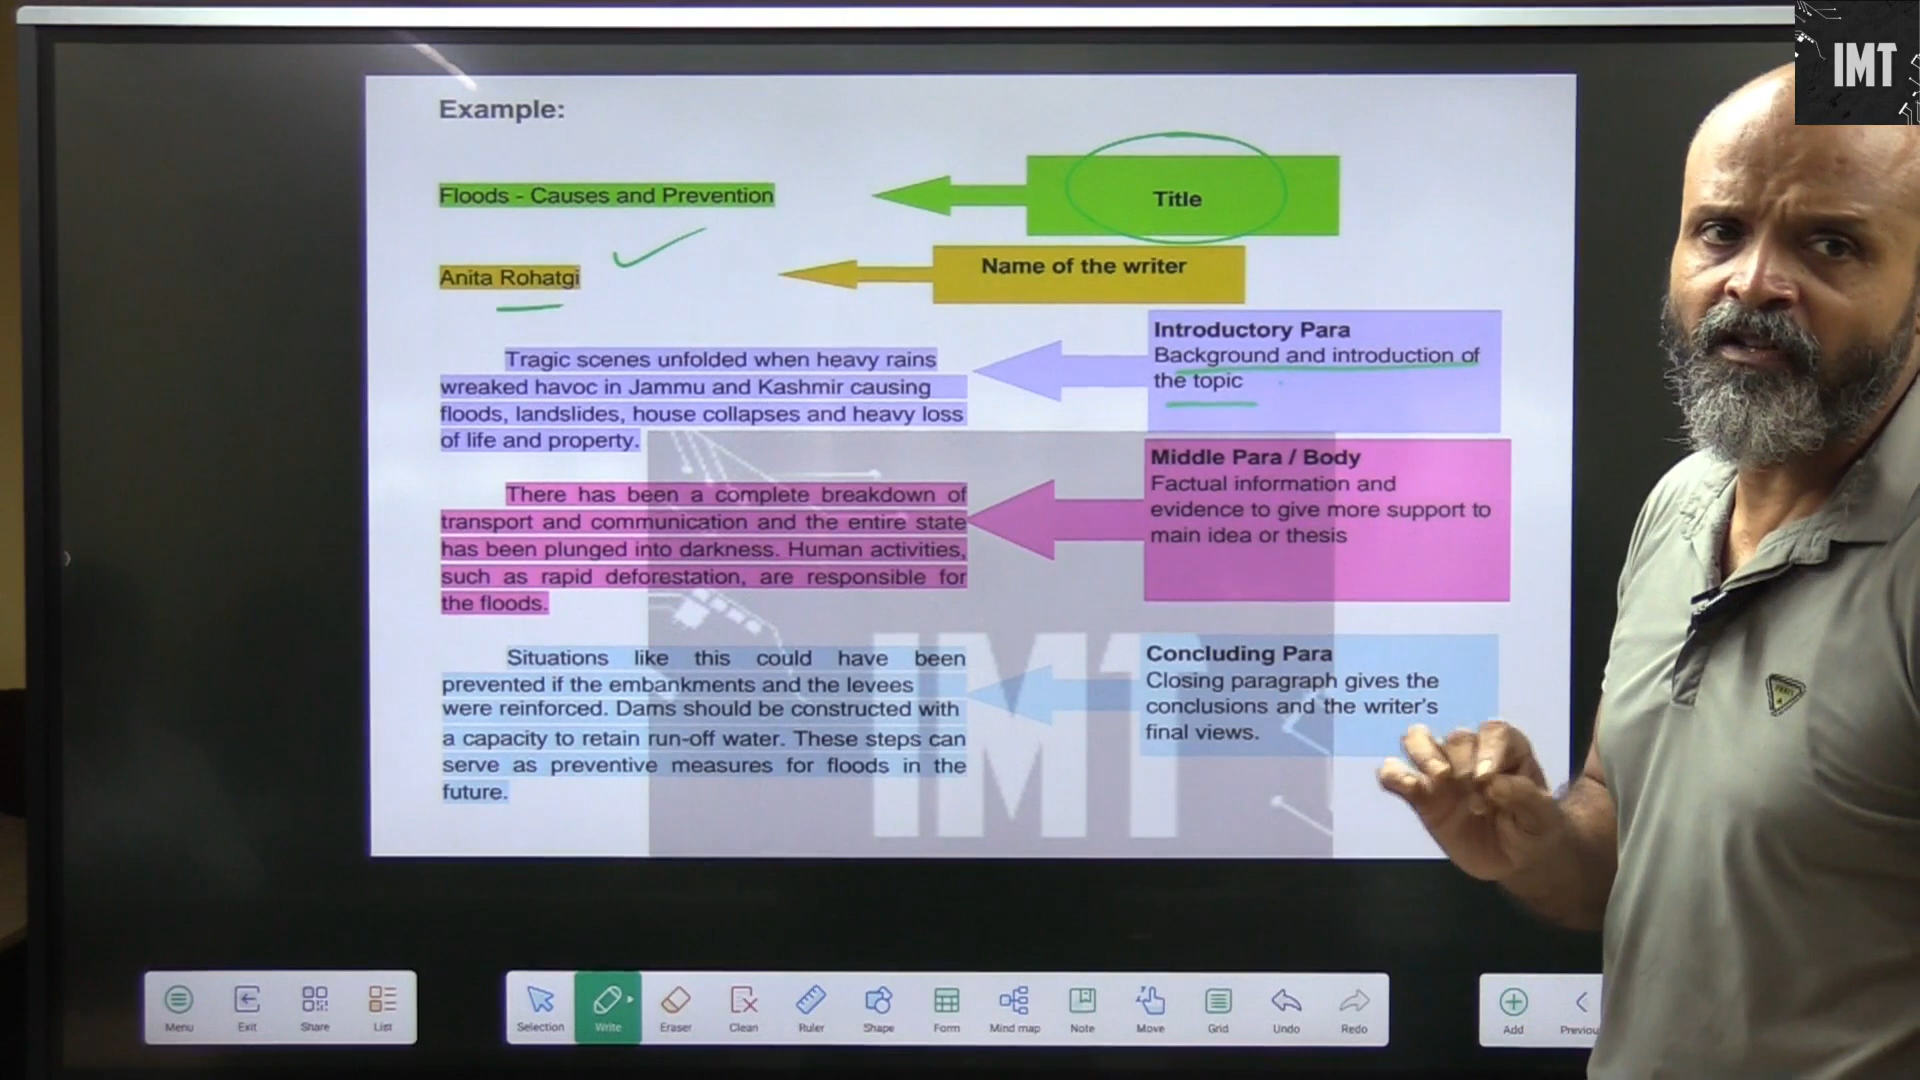 IMT
Example:
Floods - Causes and Prevention
Title
Anita Rohatgi
Name of the writer
Tragic scenes unfolded when heavy rains
wreaked havoc in Jammu and Kashmir causing
floods, landslides, house collapses and heavy loss
of life and property.
Introductory Para
Background and introduction of
the topic
There has been a complete breakdown of
transport and communication and the entire state
has been plunged into darkness. Human activities,
such as rapid deforestation, are responsible for
the floods.
Middle Para / Body
Factual information and
evidence to give more support to
main idea or thesis
Situations like this could have been
prevented if the embankments and the levees
were reinforced. Dams should be constructed with
a capacity to retain run-off water. These steps can
serve as preventive measures for floods in the
future.
Concluding Para
Closing paragraph gives the
conclusions and the writer's
final views.
IMT
Menu Exit Share List
Selection Write Eraser Clean Ruler Shape Form Mind map Note Move Grid Undo Redo
Add Previou